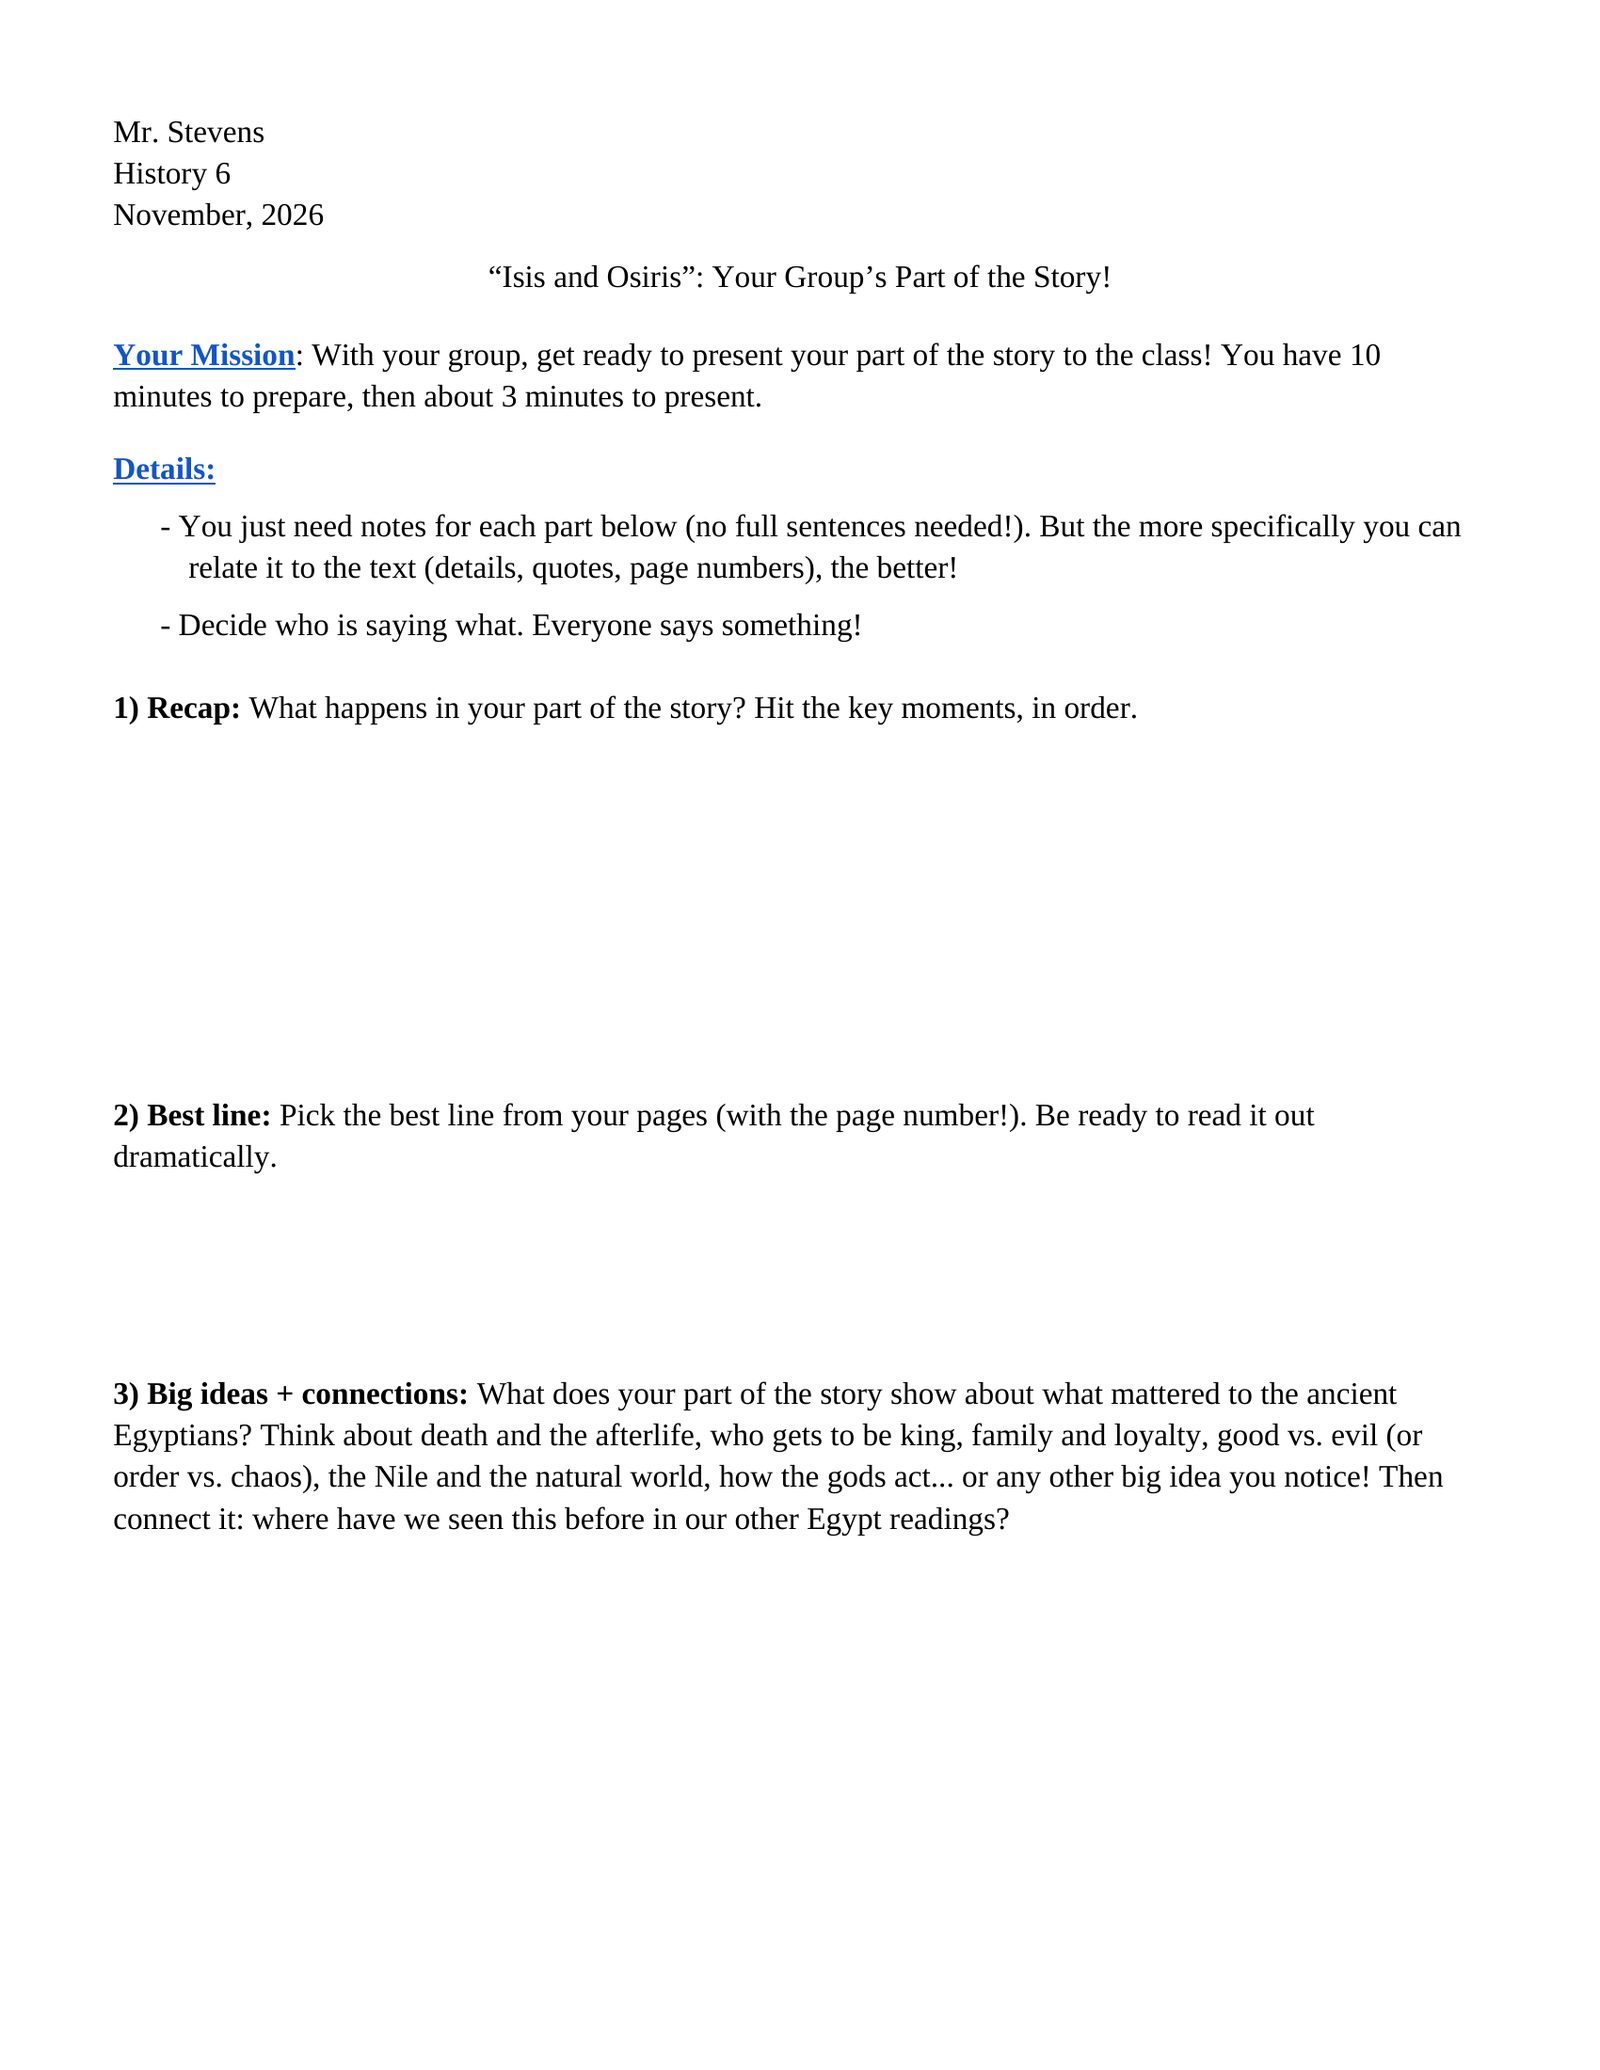 Mr. Stevens
History 6
November, 2026
“Isis and Osiris”: Your Group’s Part of the Story!
Your Mission: With your group, get ready to present your part of the story to the class! You have 10
minutes to prepare, then about 3 minutes to present.
Details:
- You just need notes for each part below (no full sentences needed!). But the more specifically you can
relate it to the text (details, quotes, page numbers), the better!
- Decide who is saying what. Everyone says something!
1) Recap: What happens in your part of the story? Hit the key moments, in order.
2) Best line: Pick the best line from your pages (with the page number!). Be ready to read it out
dramatically.
3) Big ideas + connections: What does your part of the story show about what mattered to the ancient
Egyptians? Think about death and the afterlife, who gets to be king, family and loyalty, good vs. evil (or
order vs. chaos), the Nile and the natural world, how the gods act... or any other big idea you notice! Then
connect it: where have we seen this before in our other Egypt readings?